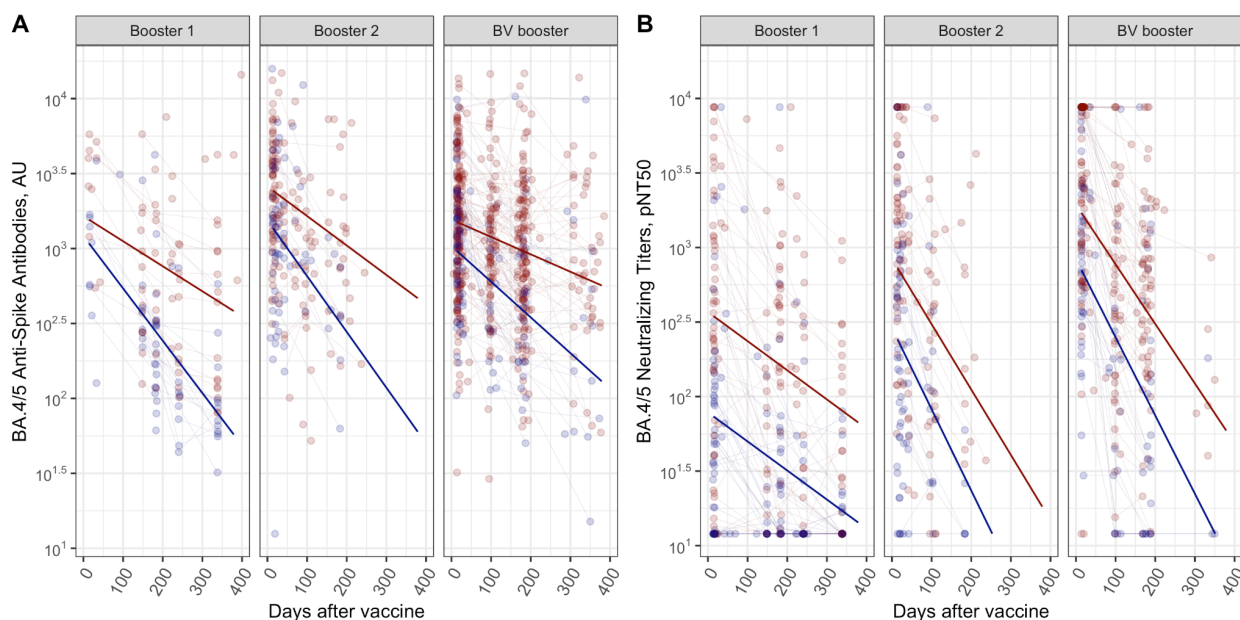 A
Booster 1 Booster 2 BV booster
BA.4/5 Anti-Spike Antibodies, AU
10^4
10^3.5
10^3
10^2.5
10^2
10^1.5
10^1
0 100 200 300 400 0 100 200 300 400 0 100 200 300 400
Days after vaccine
B
Booster 1 Booster 2 BV booster
BA.4/5 Neutralizing Titers, pNT50
10^4
10^3.5
10^3
10^2.5
10^2
10^1.5
10^1
0 100 200 300 400 0 100 200 300 400 0 100 200 300 400
Days after vaccine